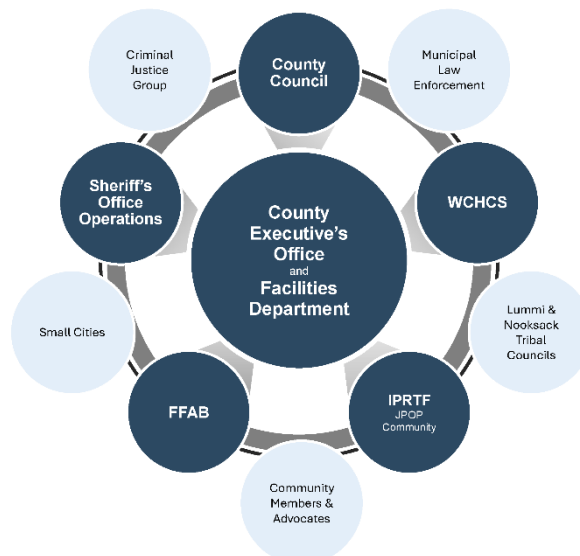 Criminal
Justice
Group
County
Council
Municipal
Law
Enforcement
Sheriff's
Office
Operations
WCHCS
County
Executive's
Office
and
Facilities
Department
Small Cities
Lummi &
Nooksack
Tribal
Councils
FFAB
IPRTF
JPOP
Community
Community
Members &
Advocates